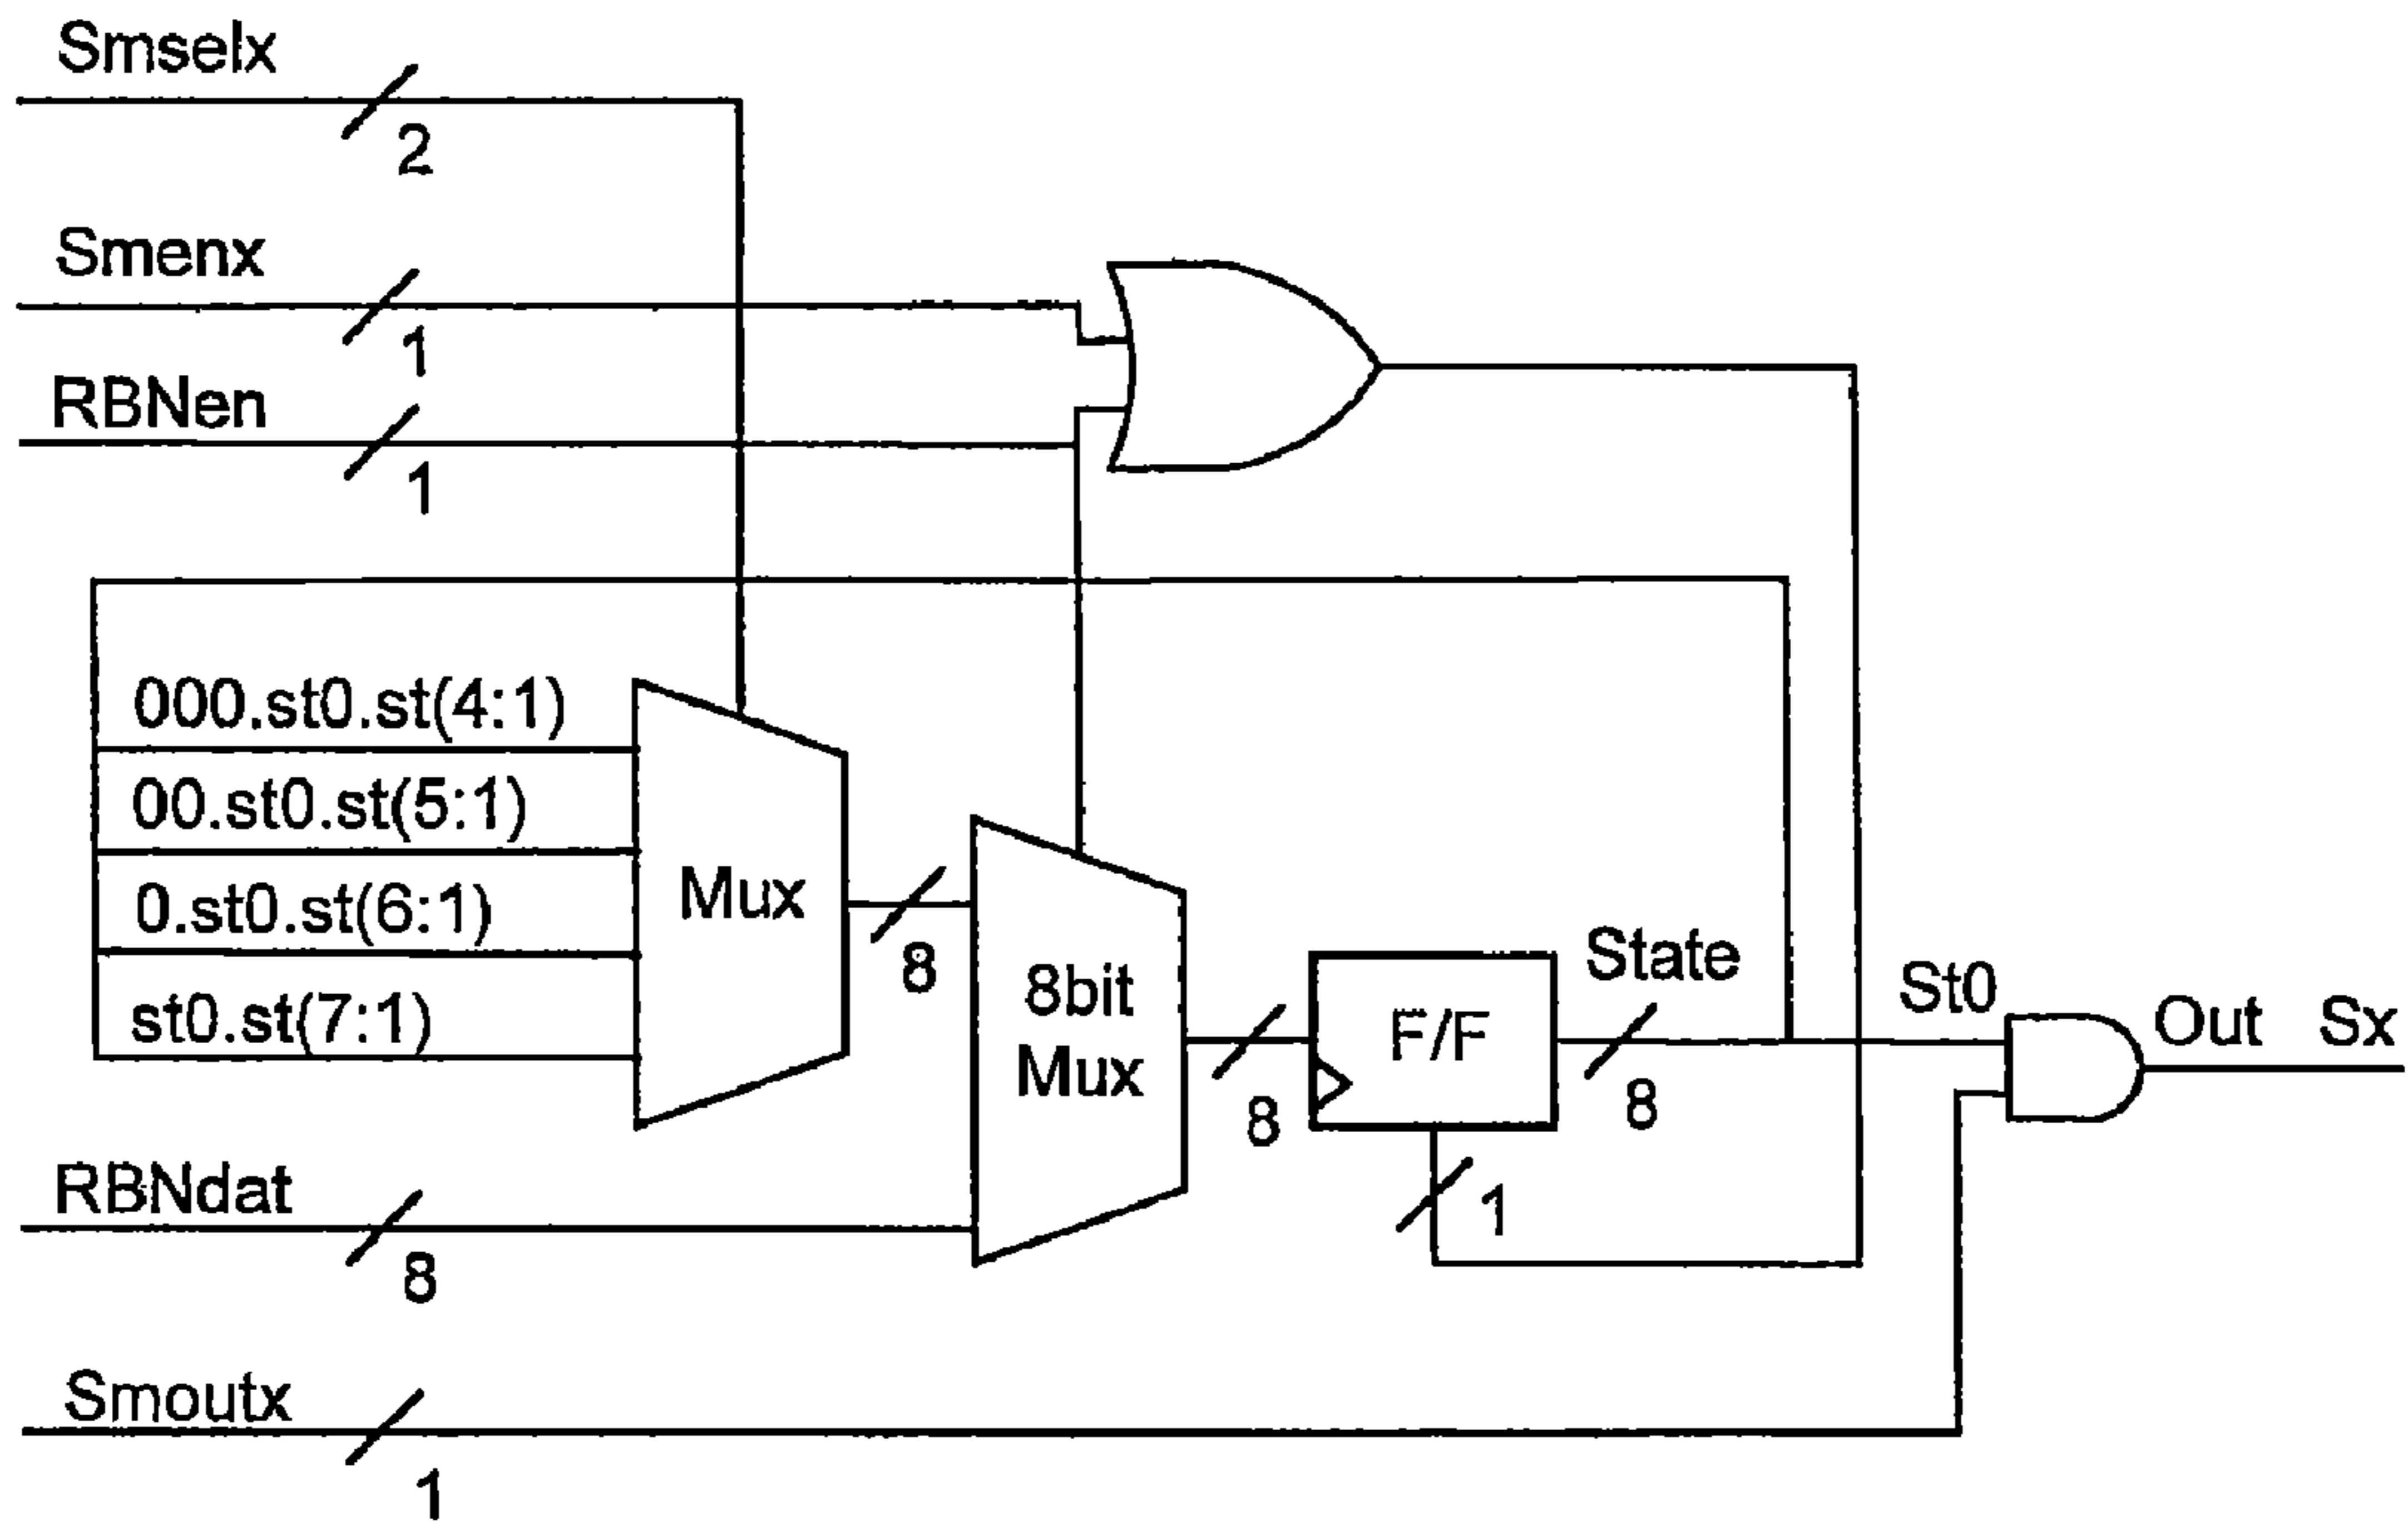 Smselx
2
Smenx
1
RBNen
1
000.st0.st(4:1)
00.st0.st(5:1)
0.st0.st(6:1)
st0.st(7:1)
Mux
8
8bit
Mux
8
F/F
State
8
St0
Out Sx
1
RBNdat
8
Smoutx
1